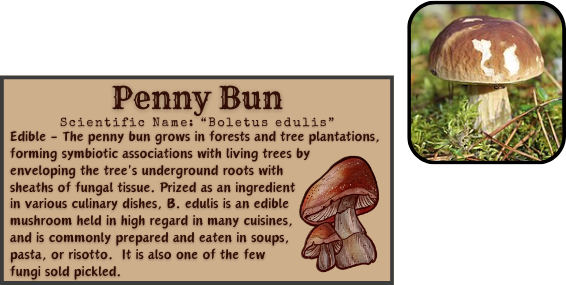 Penny Bun
Scientific Name: “Boletus edulis”
Edible – The penny bun grows in forests and tree plantations,
forming symbiotic associations with living trees by
enveloping the tree's underground roots with
sheaths of fungal tissue. Prized as an ingredient
in various culinary dishes, B. edulis is an edible
mushroom held in high regard in many cuisines,
and is commonly prepared and eaten in soups,
pasta, or risotto. It is also one of the few
fungi sold pickled.